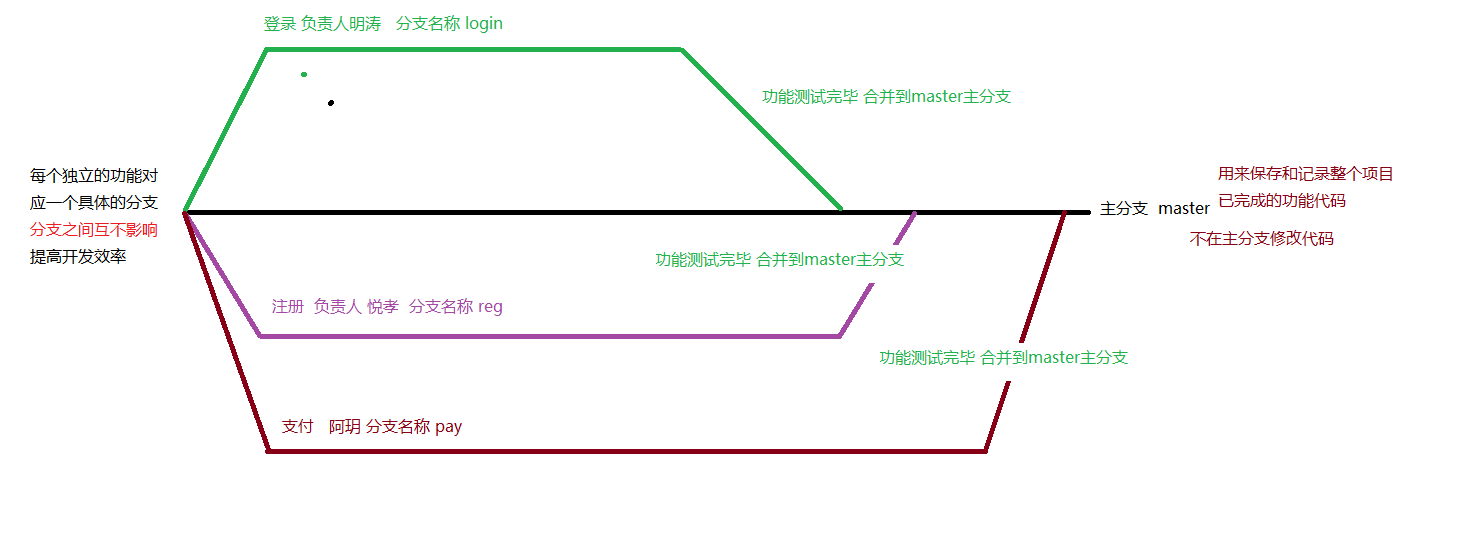 登录 负责人明涛 分支名称 login
功能测试完毕 合并到master主分支
每个独立的功能对
应一个具体的分支
分支之间互不影响
提高开发效率
主分支 master
用来保存和记录整个项目
已完成的功能代码
不在主分支修改代码
功能测试完毕 合并到master主分支
注册 负责人 悦孝 分支名称 reg
功能测试完毕 合并到master主分支
支付 阿玥 分支名称 pay